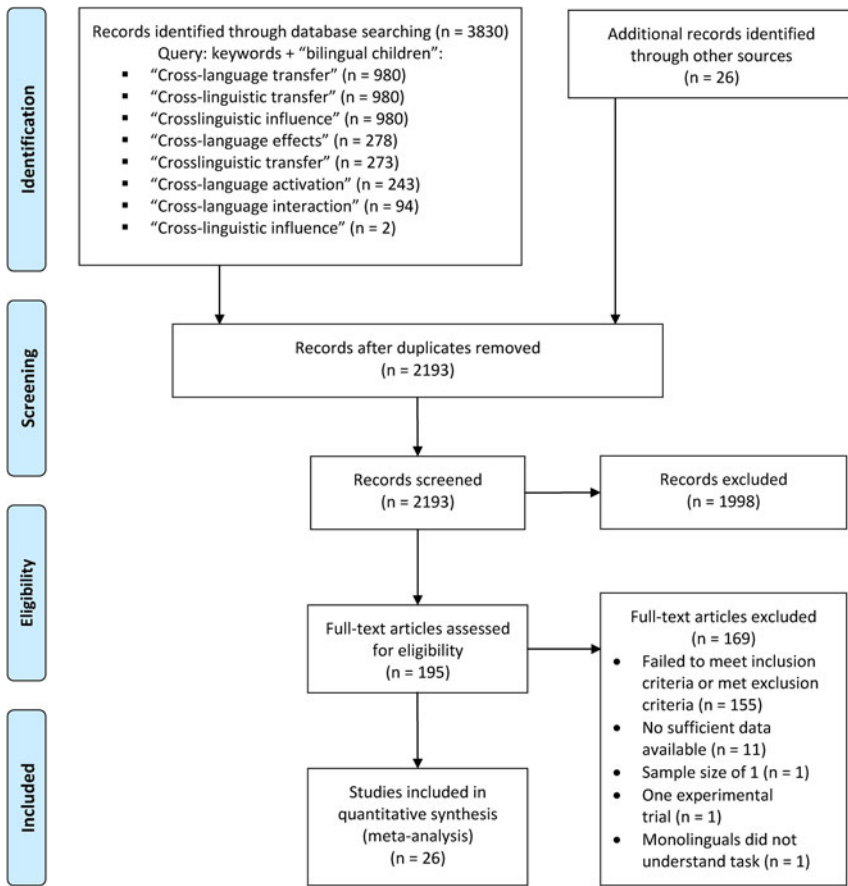 Identification
Records identified through database searching (n = 3830)
Query: keywords + “bilingual children”:
▪ “Cross-language transfer” (n = 980)
▪ “Cross-linguistic transfer” (n = 980)
▪ “Crosslinguistic influence” (n = 980)
▪ “Cross-language effects” (n = 278)
▪ “Crosslinguistic transfer” (n = 273)
▪ “Cross-language activation” (n = 243)
▪ “Cross-language interaction” (n = 94)
▪ “Cross-linguistic influence” (n = 2)
Additional records identified
through other sources
(n = 26)
Screening
Records after duplicates removed
(n = 2193)
Records screened
(n = 2193)
Records excluded
(n = 1998)
Eligibility
Full-text articles assessed
for eligibility
(n = 195)
Full-text articles excluded
(n = 169)
• Failed to meet inclusion
criteria or met exclusion
criteria (n = 155)
• No sufficient data
available (n = 11)
• Sample size of 1 (n = 1)
• One experimental
trial (n = 1)
• Monolinguals did not
understand task (n = 1)
Included
Studies included in
quantitative synthesis
(meta-analysis)
(n = 26)